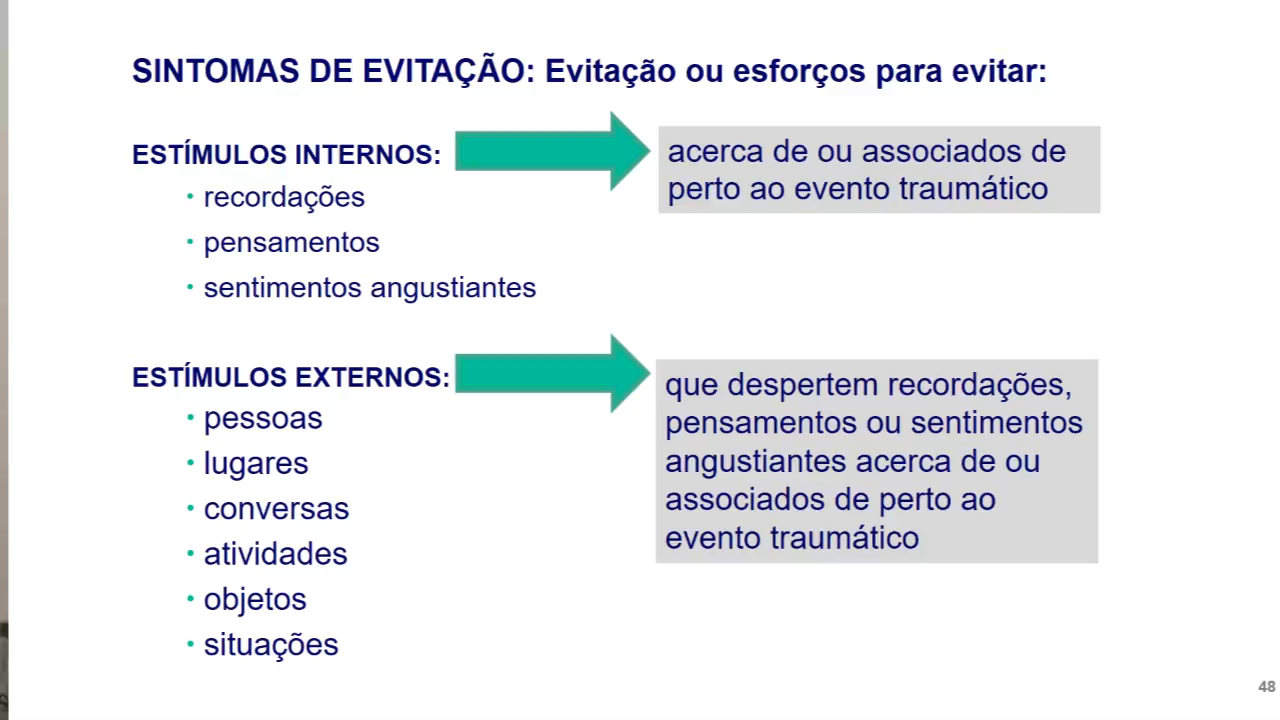 SINTOMAS DE EVITAÇÃO: Evitação ou esforços para evitar:
ESTÍMULOS INTERNOS:
• recordações
• pensamentos
• sentimentos angustiantes
acerca de ou associados de
perto ao evento traumático
ESTÍMULOS EXTERNOS:
• pessoas
• lugares
• conversas
• atividades
• objetos
• situações
que despertem recordações,
pensamentos ou sentimentos
angustiantes acerca de ou
associados de perto ao
evento traumático
48